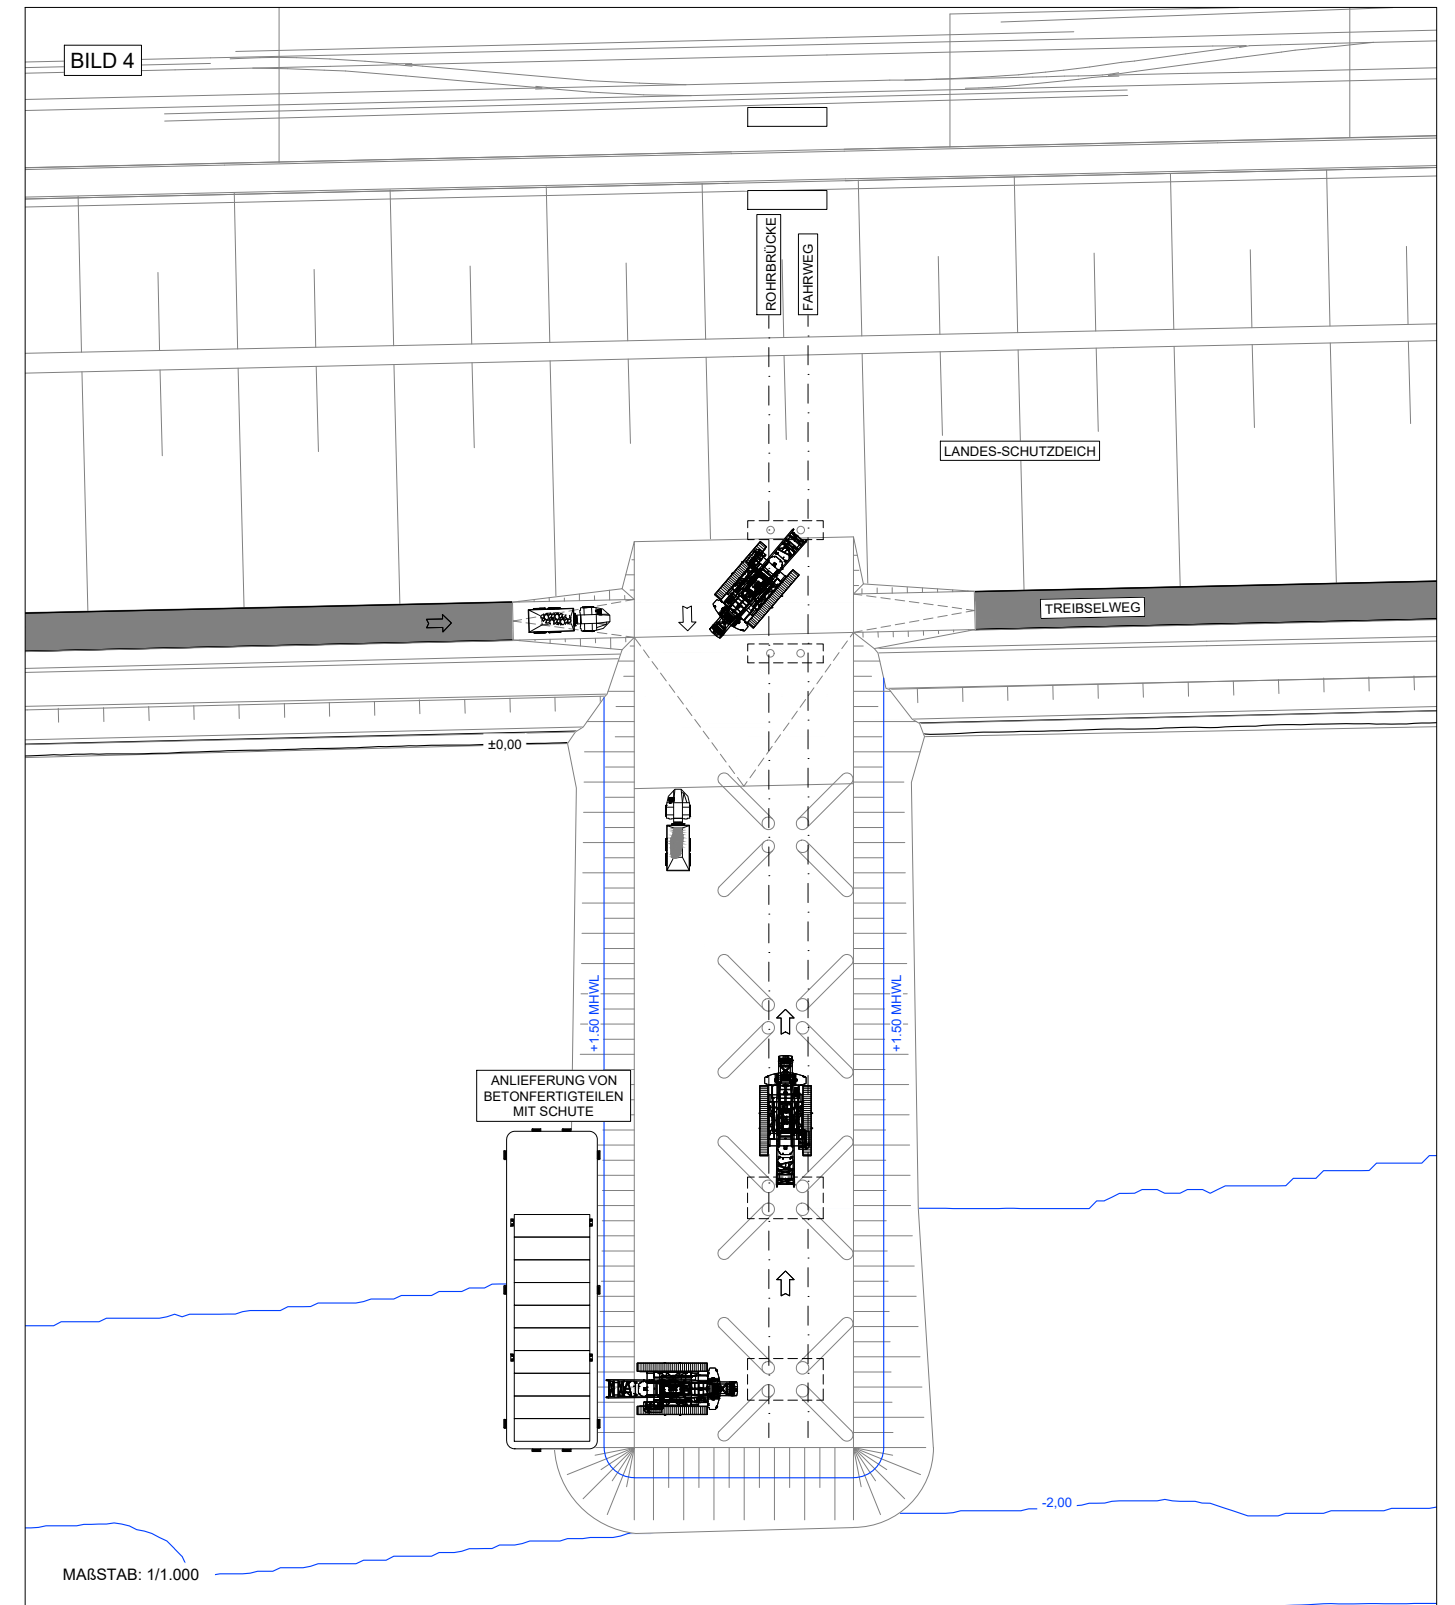 BILD 4
ROHRBRÜCKE
FAHRWEG
LANDES-SCHUTZDEICH
TREIBSELWEG
±0,00
+1.50 MHWL
+1.50 MHWL
ANLIEFERUNG VON
BETONFERTIGTEILEN
MIT SCHUTE
-2,00
MAßSTAB: 1/1.000